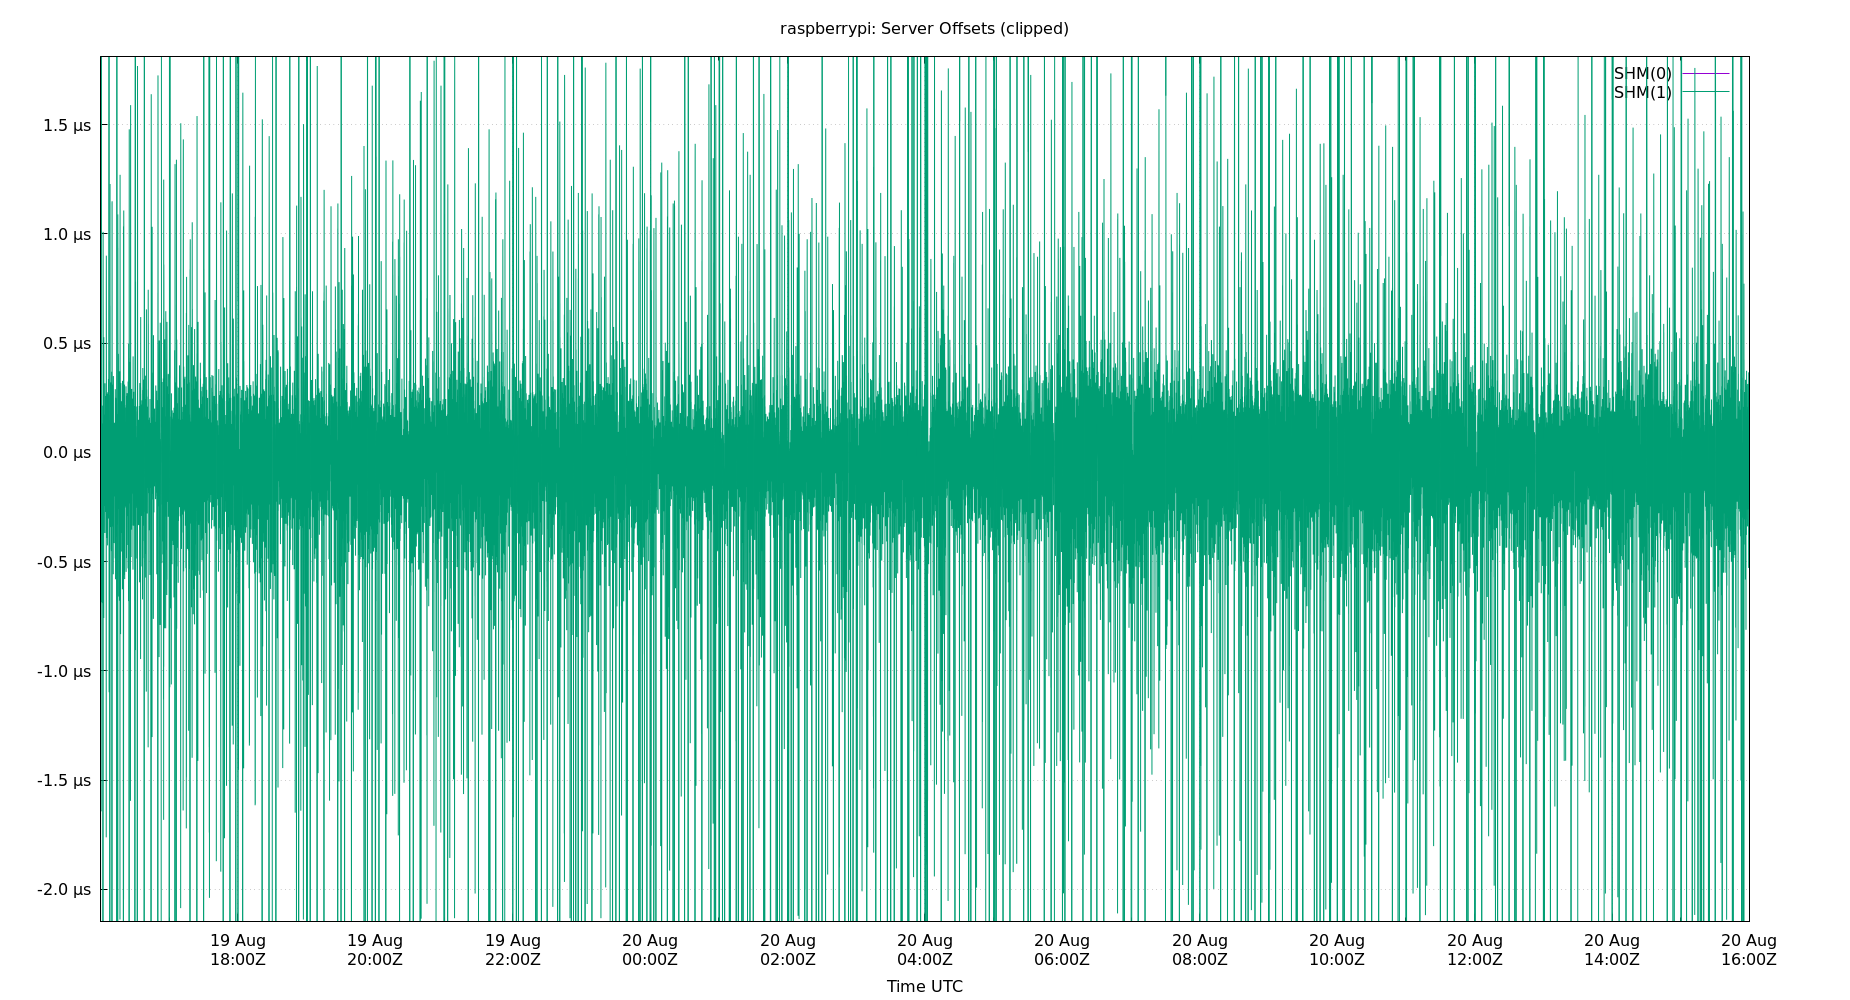 raspberrypi: Server Offsets (clipped)
SHM(0)
SHM(1)
1.5 µs
1.0 µs
0.5 µs
0.0 µs
-0.5 µs
-1.0 µs
-1.5 µs
-2.0 µs
19 Aug 19 Aug 19 Aug 20 Aug 20 Aug 20 Aug 20 Aug 20 Aug 20 Aug 20 Aug 20 Aug 20 Aug
18:00Z 20:00Z 22:00Z 00:00Z 02:00Z 04:00Z 06:00Z 08:00Z 10:00Z 12:00Z 14:00Z 16:00Z
Time UTC